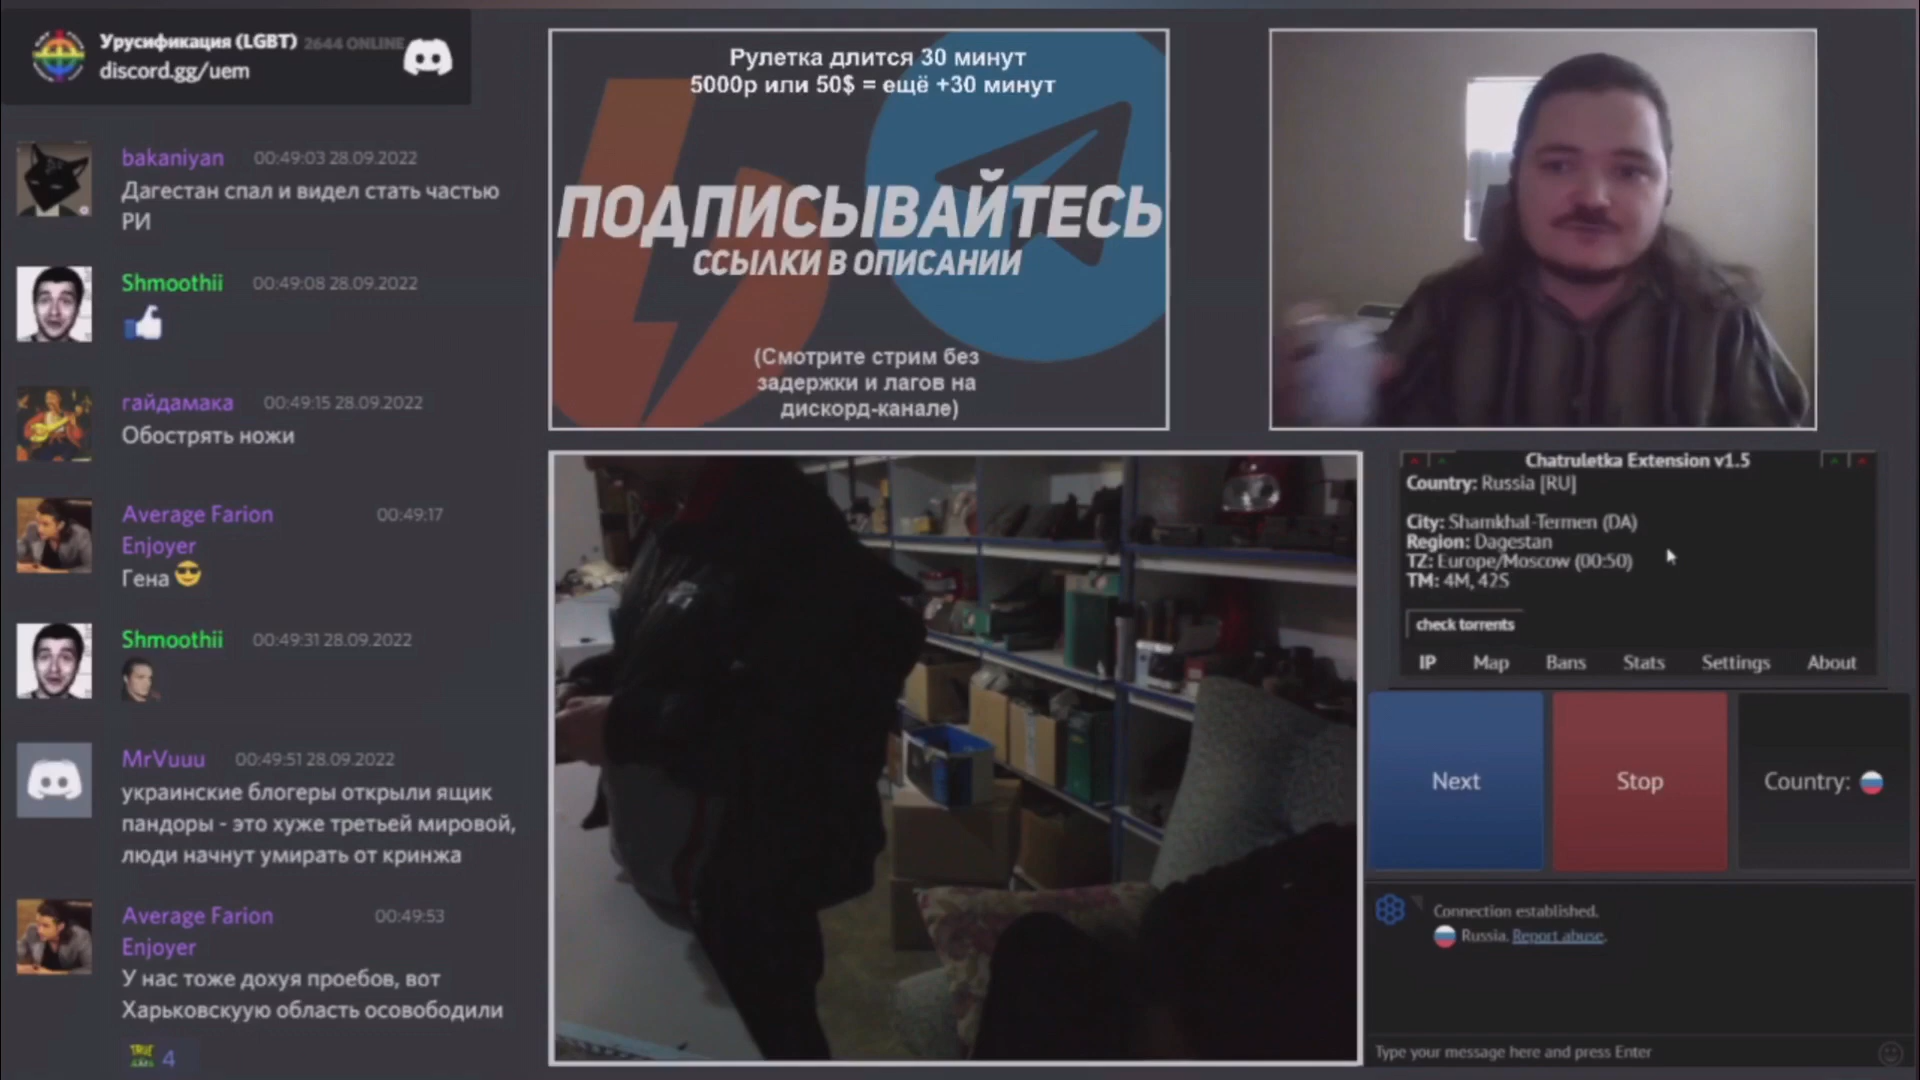 Урусификация (LGBT) 2644 ONLINE
discord.gg/uem
bakaniyan 00:49:03 28.09.2022
Дагестан спал и видел стать частью
РИ
Shmoothii 00:49:08 28.09.2022
гайдамака 00:49:15 28.09.2022
Обострять ножи
Average Farion 00:49:17
Enjoyer
Гена
Shmoothii 00:49:31 28.09.2022
MrVuuu 00:49:51 28.09.2022
украинские блогеры открыли ящик
пандоры - это хуже третьей мировой,
люди начнут умирать от кринжа
Average Farion 00:49:53
Enjoyer
У нас тоже дохуя проебов, вот
Харьковскуую область осовободили
TRUE 4
Рулетка длится 30 минут
5000р или 50$ = ещё +30 минут
ПОДПИСЫВАЙТЕСЬ
ССЫЛКИ В ОПИСАНИИ
(Смотрите стрим без
задержки и лагов на
дискорд-канале)
Chatruletka Extension v1.5
Country: Russia [RU]
City: Shamkhal-Termen (DA)
Region: Dagestan
TZ: Europe/Moscow (00:50)
TM: 4M, 42S
check torrents
IP Map Bans Stats Settings About
Next Stop Country:
Connection established.
Russia. Report abuse.
Type your message here and press Enter